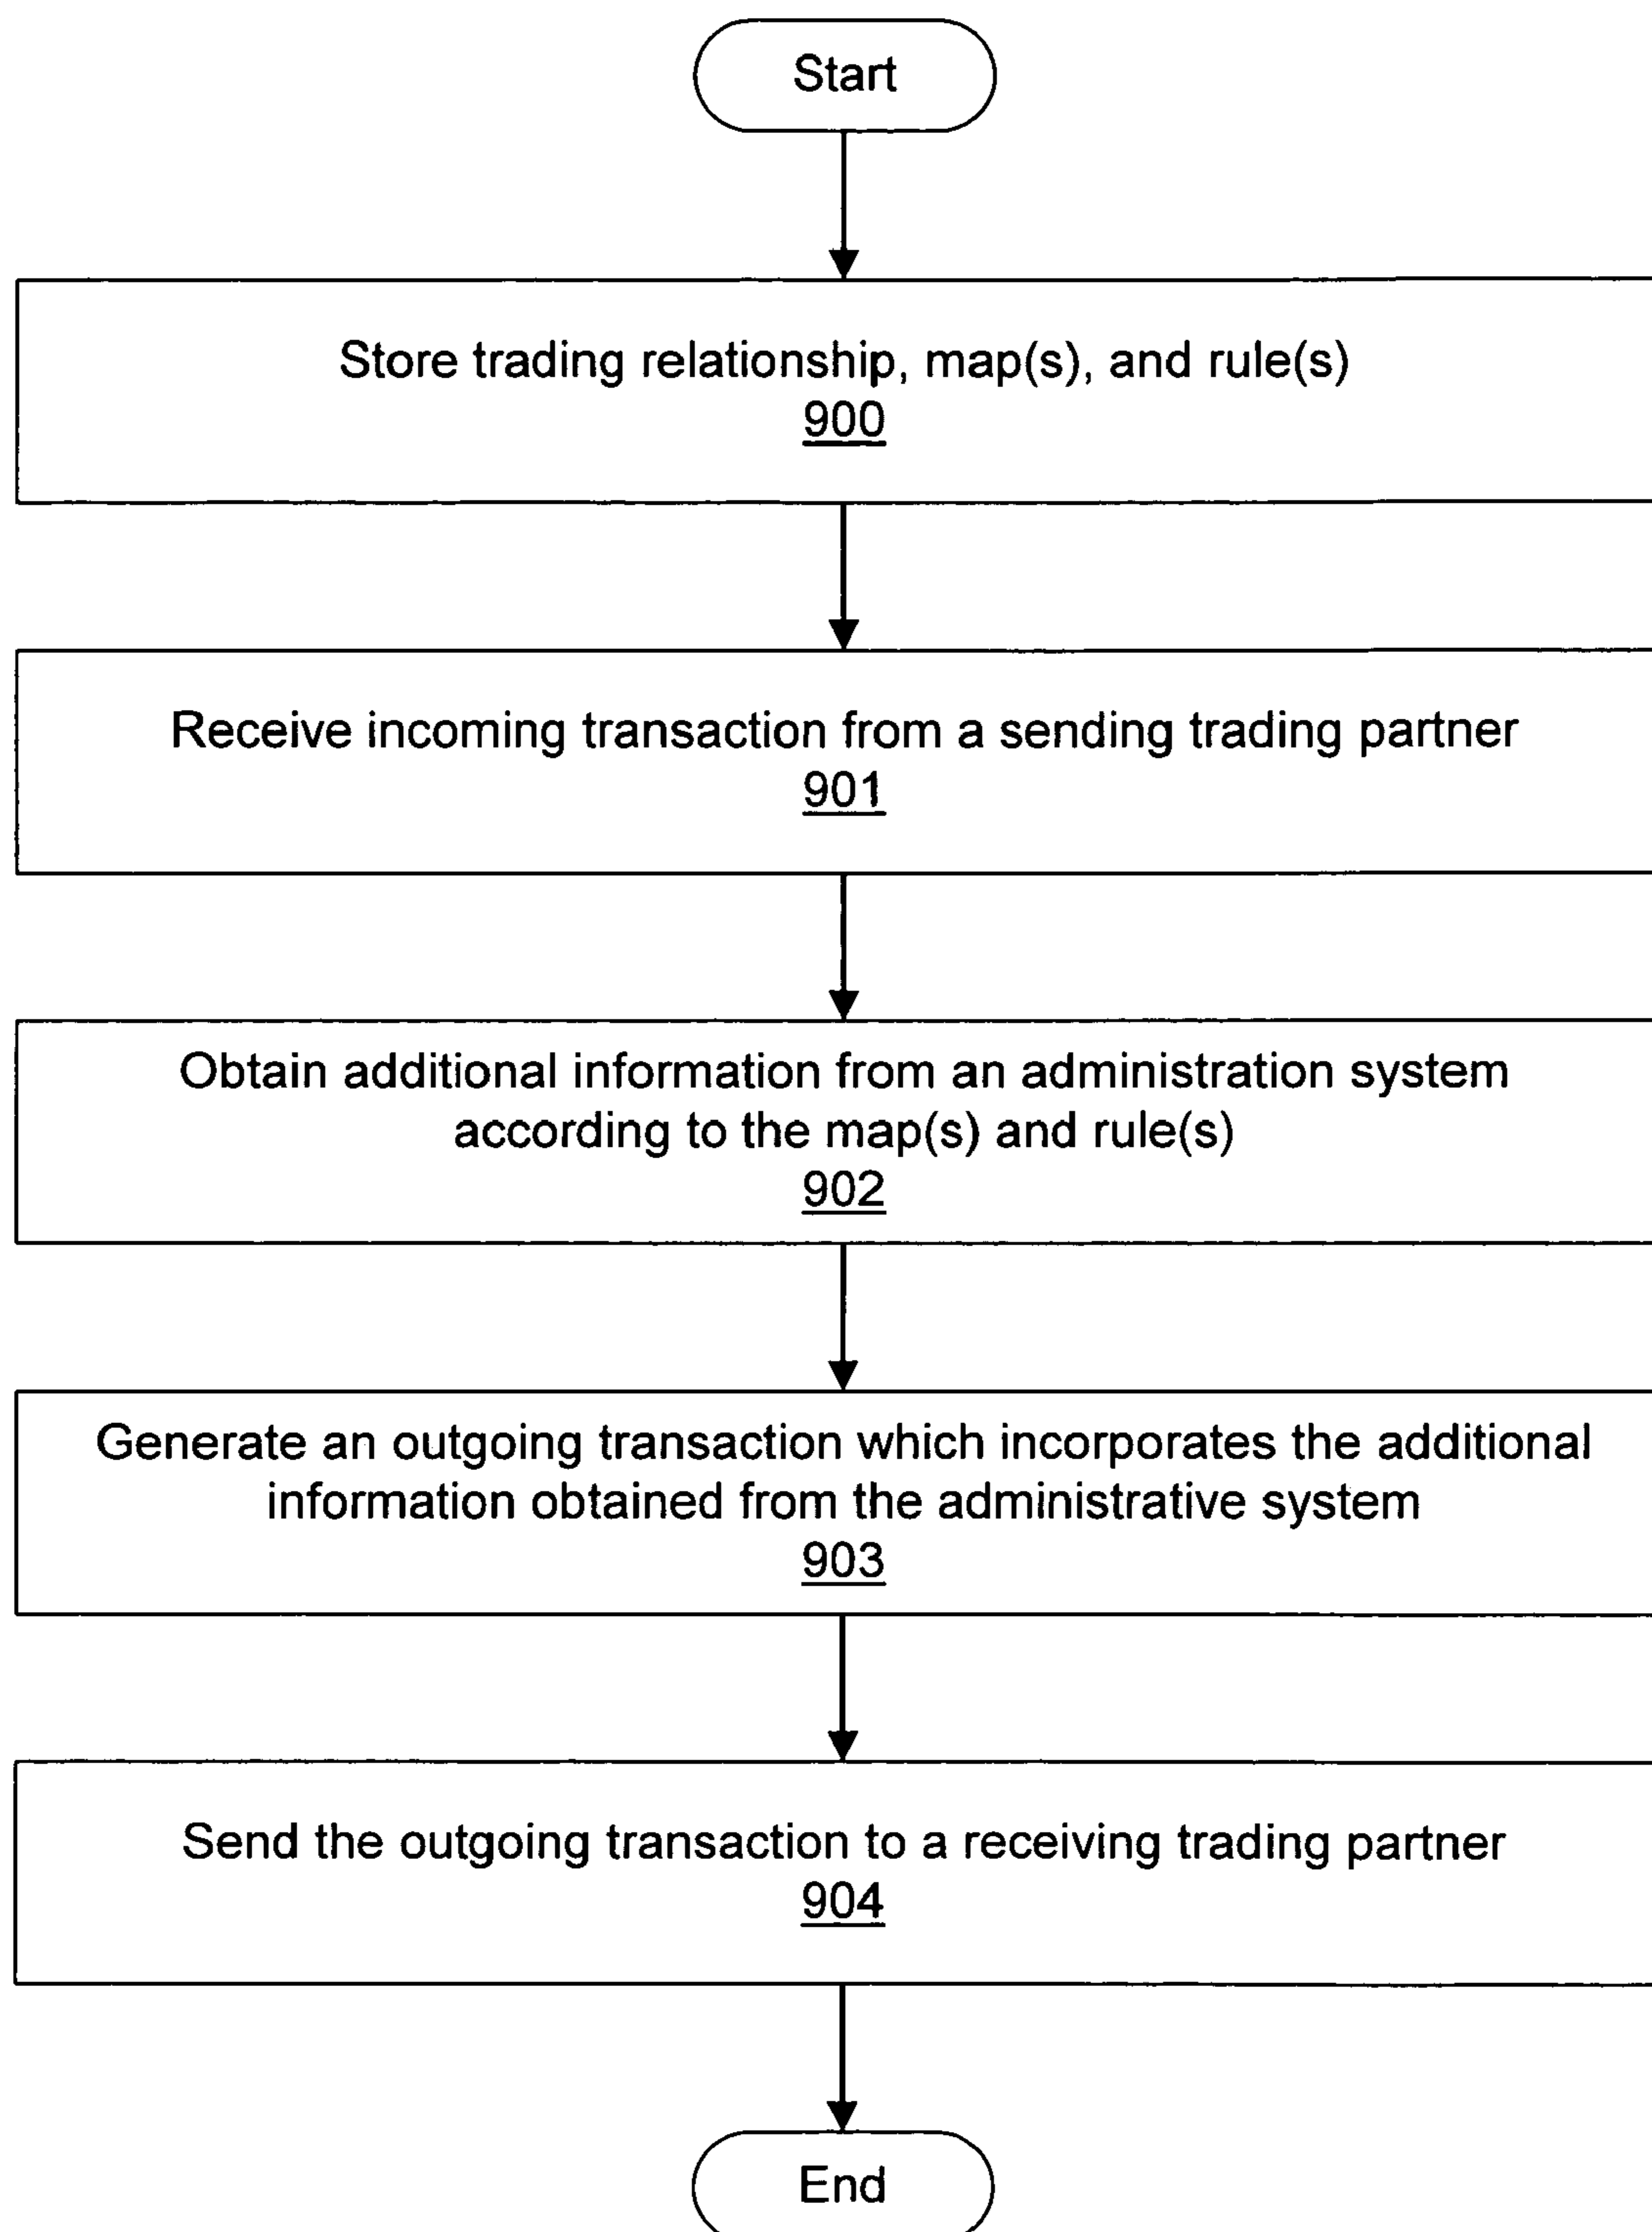 Start
Store trading relationship, map(s), and rule(s)
900
Receive incoming transaction from a sending trading partner
901
Obtain additional information from an administration system
according to the map(s) and rule(s)
902
Generate an outgoing transaction which incorporates the additional
information obtained from the administrative system
903
Send the outgoing transaction to a receiving trading partner
904
End